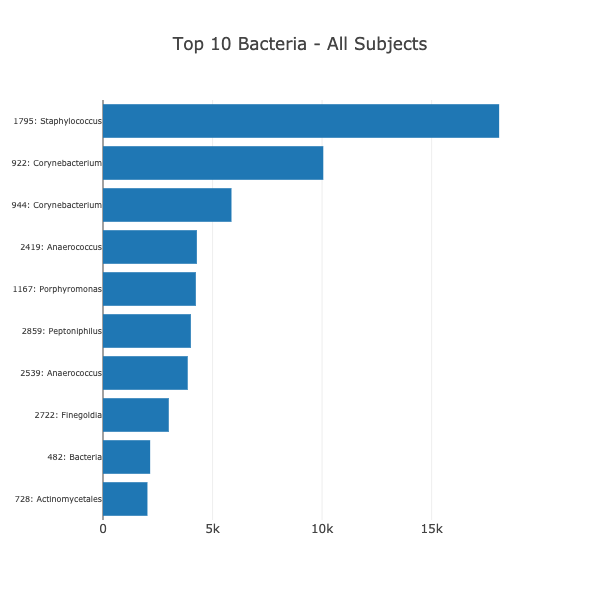 Top 10 Bacteria - All Subjects
1795: Staphylococcus
922: Corynebacterium
944: Corynebacterium
2419: Anaerococcus
1167: Porphyromonas
2859: Peptoniphilus
2539: Anaerococcus
2722: Finegoldia
482: Bacteria
728: Actinomycetales
0 5k 10k 15k